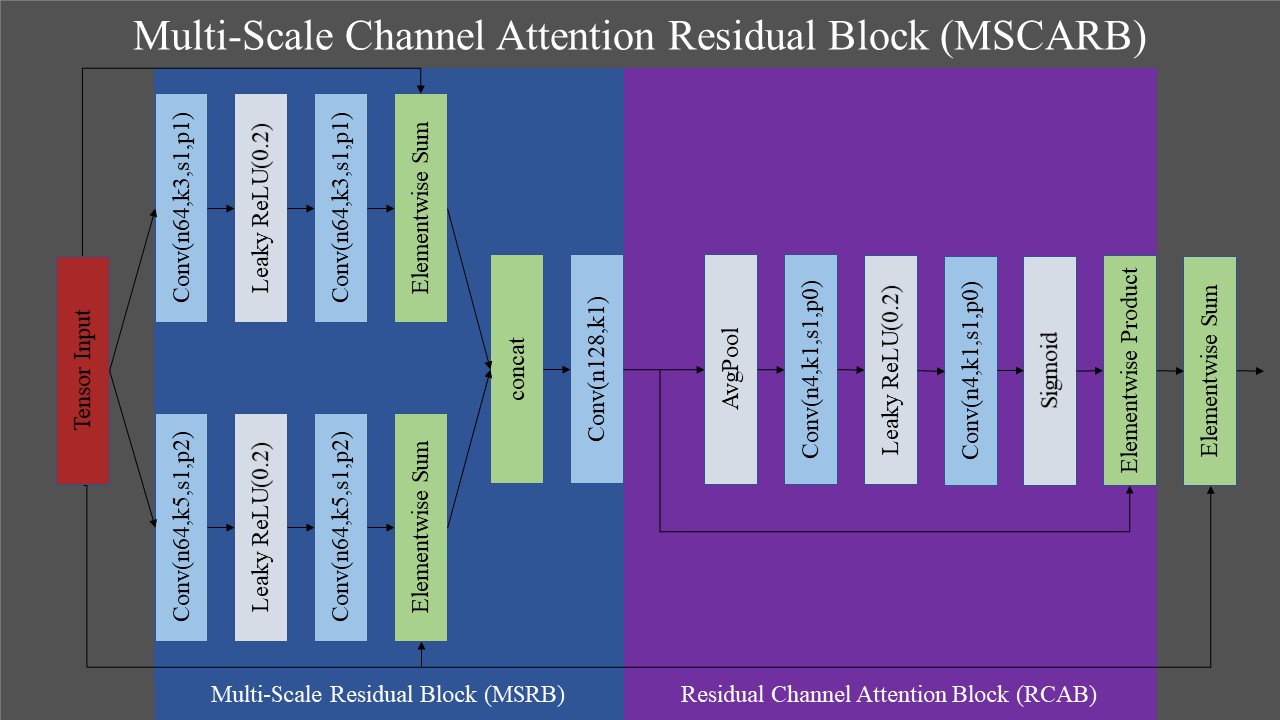 Multi-Scale Channel Attention Residual Block (MSCARB)
Tensor Input
Conv(n64,k3,s1,p1)
Leaky ReLU(0.2)
Conv(n64,k3,s1,p1)
Elementwise Sum
Conv(n64,k5,s1,p2)
Leaky ReLU(0.2)
Conv(n64,k5,s1,p2)
Elementwise Sum
concat
Conv(n128,k1)
AvgPool
Conv(n4,k1,s1,p0)
Leaky ReLU(0.2)
Conv(n4,k1,s1,p0)
Sigmoid
Elementwise Product
Elementwise Sum
Multi-Scale Residual Block (MSRB)
Residual Channel Attention Block (RCAB)